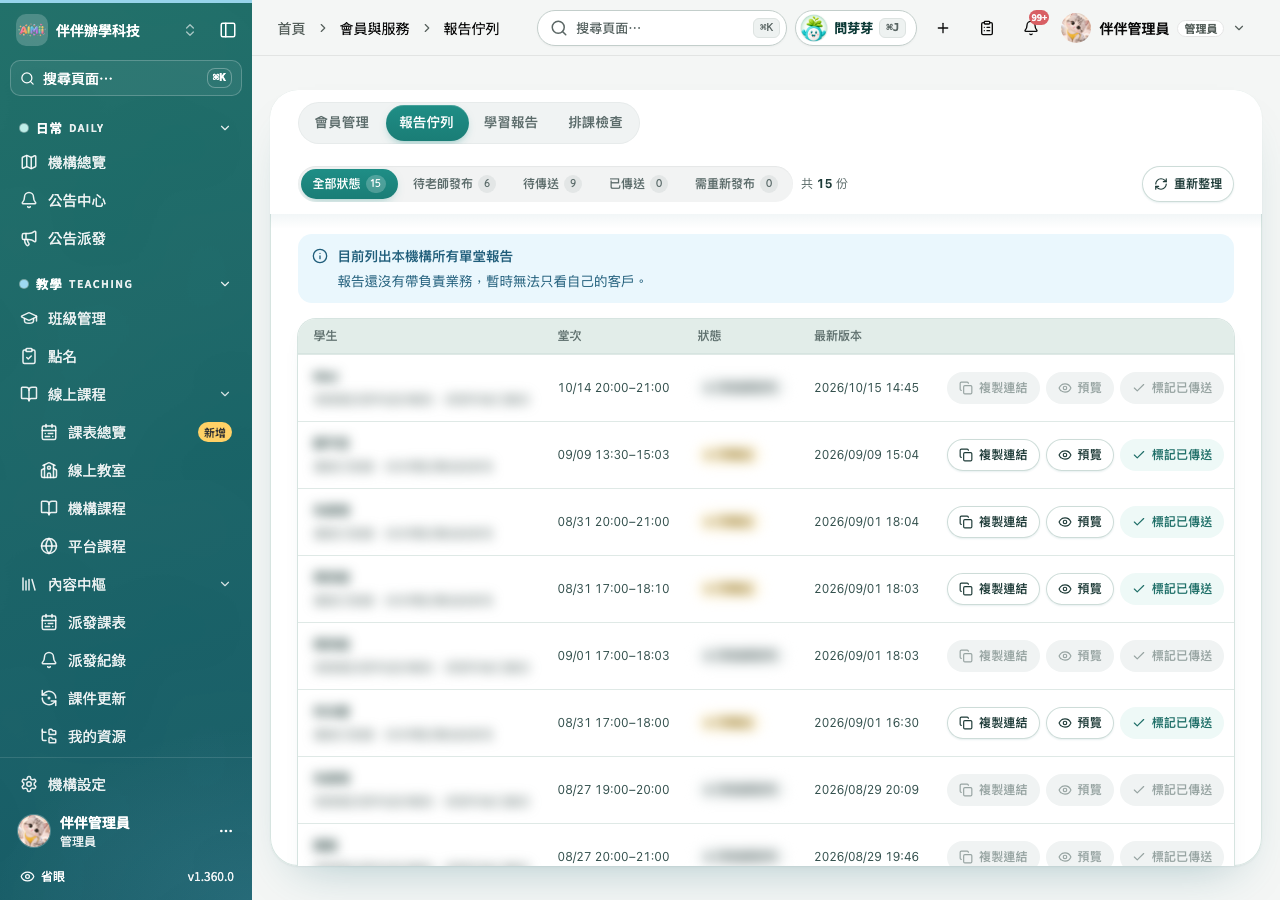 伴伴辦學科技
搜尋頁面… ⌘K
日常 DAILY
機構總覽
公告中心
公告派發
教學 TEACHING
班級管理
點名
線上課程
課表總覽 新增
線上教室
機構課程
平台課程
內容中樞
派發課表
派發紀錄
課件更新
我的資源
機構設定
伴伴管理員
管理員
省眼 v1.360.0
首頁 > 會員與服務 > 報告佇列
搜尋頁面… ⌘K
問芽芽 ⌘J
99+
伴伴管理員 管理員
會員管理 報告佇列 學習報告 排課檢查
全部狀態 15 待老師發布 6 待傳送 9 已傳送 0 需重新發布 0 共 15 份
重新整理
目前列出本機構所有單堂報告
報告還沒有帶負責業務，暫時無法只看自己的客戶。
學生 堂次 狀態 最新版本
10/14 20:00–21:00 2026/10/15 14:45 複製連結 預覽 標記已傳送
09/09 13:30–15:03 2026/09/09 15:04 複製連結 預覽 標記已傳送
08/31 20:00–21:00 2026/09/01 18:04 複製連結 預覽 標記已傳送
08/31 17:00–18:10 2026/09/01 18:03 複製連結 預覽 標記已傳送
09/01 17:00–18:03 2026/09/01 18:03 複製連結 預覽 標記已傳送
08/31 17:00–18:00 2026/09/01 16:30 複製連結 預覽 標記已傳送
08/27 19:00–20:00 2026/08/29 20:09 複製連結 預覽 標記已傳送
08/27 20:00–21:00 2026/08/29 19:46 複製連結 預覽 標記已傳送